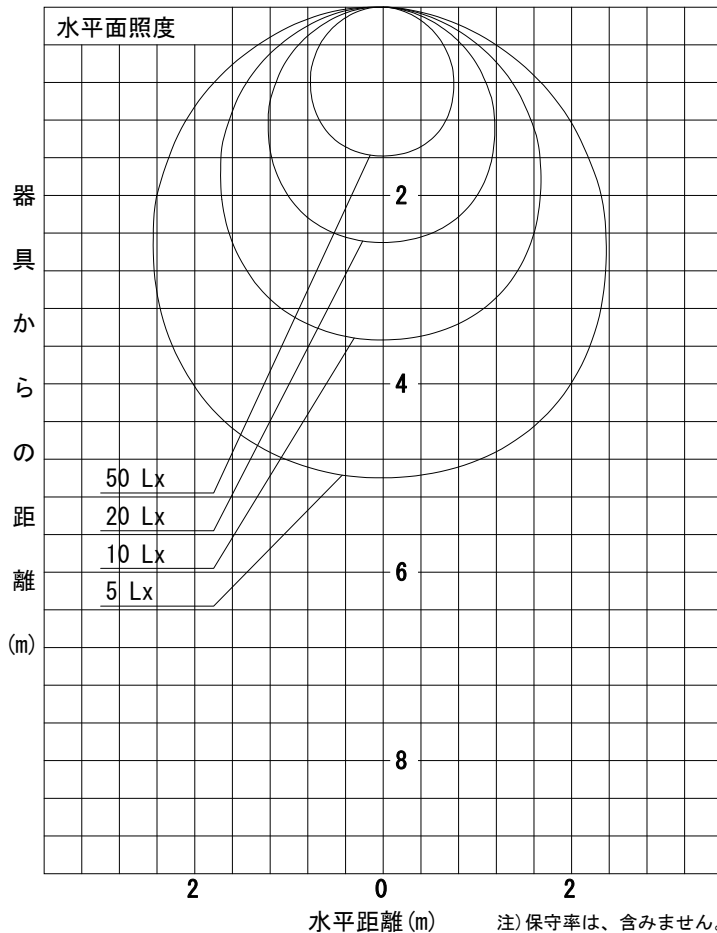 水平面照度
器具からの距離(m)
2
4
6
8
50 Lx
20 Lx
10 Lx
5 Lx
2
0
2
水平距離(m)
注)保守率は、含みません。